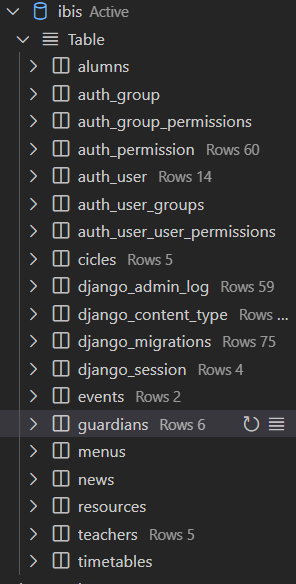 ibis Active
Table
alumns
auth_group
auth_group_permissions
auth_permission Rows 60
auth_user Rows 14
auth_user_groups
auth_user_user_permissions
cicles Rows 5
django_admin_log Rows 59
django_content_type Rows ...
django_migrations Rows 75
django_session Rows 4
events Rows 2
guardians Rows 6
menus
news
resources
teachers Rows 5
timetables